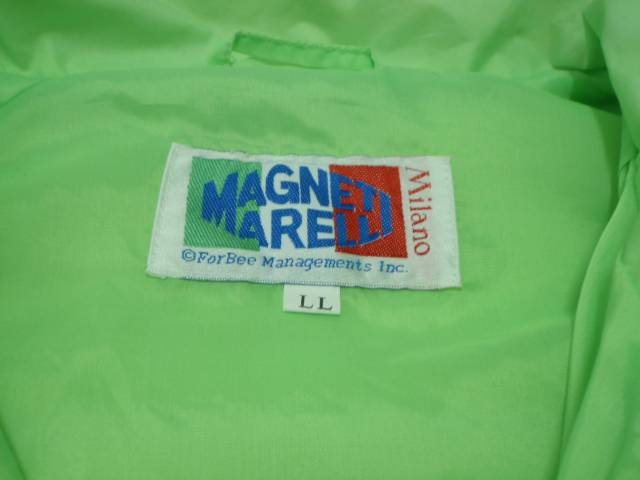 MAGNETI
MARELLI
Milano
©ForBee Managements Inc.
LL